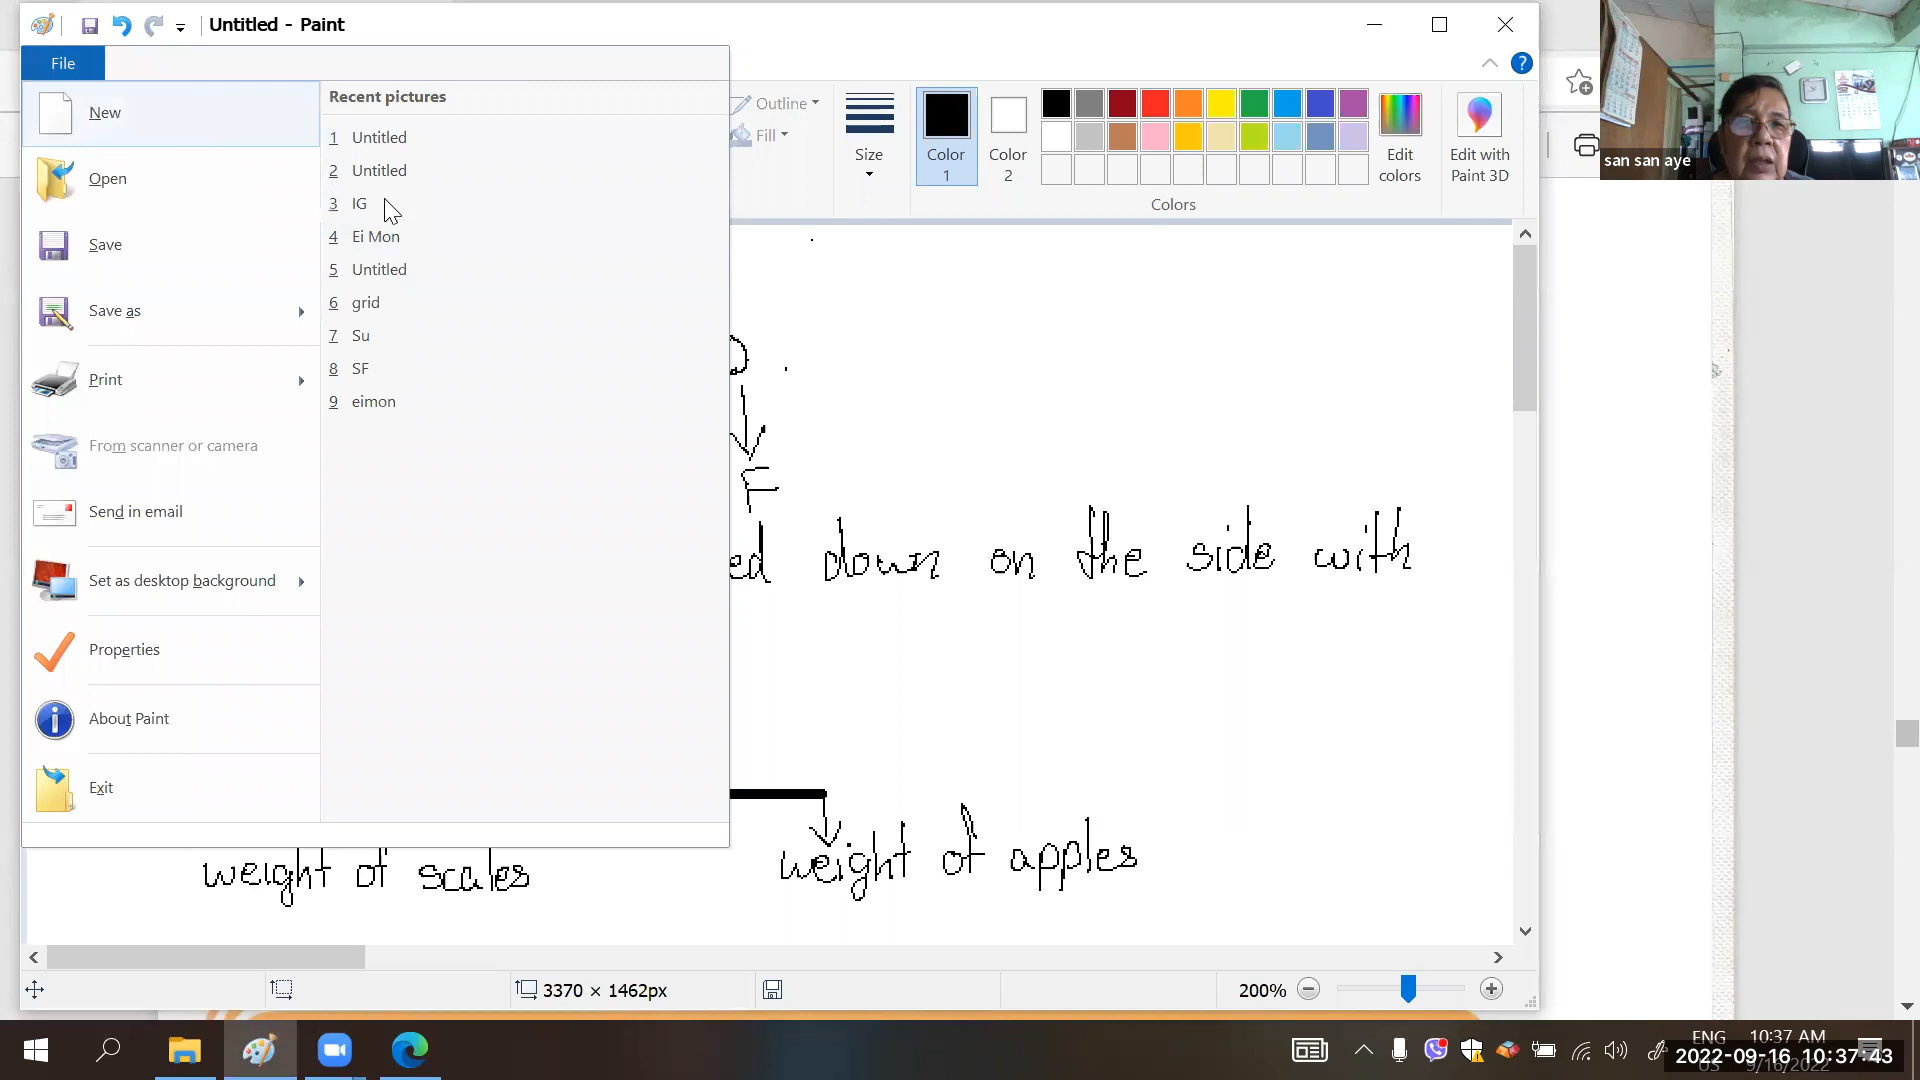 Untitled - Paint
File
New
Open
Save
Save as
Print
From scanner or camera
Send in email
Set as desktop background
Properties
About Paint
Exit
Recent pictures
1 Untitled
2 Untitled
3 IG
4 Ei Mon
5 Untitled
6 grid
7 Su
8 SF
9 eimon
Outline
Fill
Size
Color
1
Color
2
Edit
colors
Edit with
Paint 3D
Colors
san san aye
F
ed down on the side with
weight of scales
weight of apples
3370 × 1462px
200%
ENG
10:37 AM
US
9/16/2022
2022-09-16 10:37:43